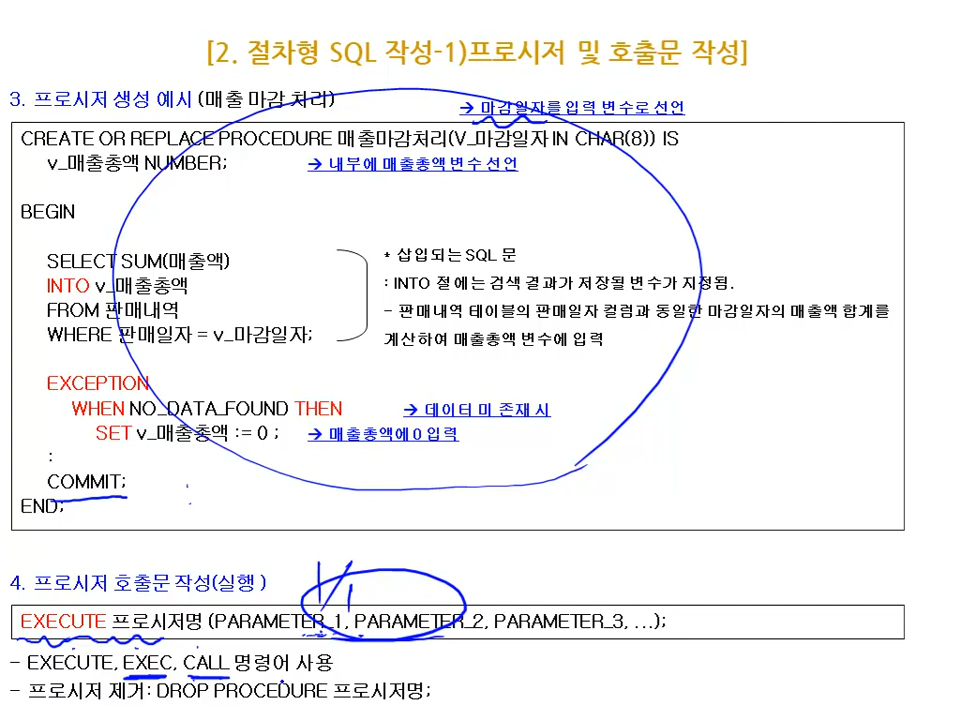 [2. 절차형 SQL 작성-1)프로시저 및 호출문 작성]
3. 프로시저 생성 예시 (매출 마감 처리)
→ 마감일자를 입력 변수로 선언
CREATE OR REPLACE PROCEDURE 매출마감처리(V_마감일자 IN CHAR(8)) IS
v_매출총액 NUMBER; → 내부에 매출총액 변수 선언
BEGIN
SELECT SUM(매출액)
INTO v_매출총액
FROM 판매내역
WHERE 판매일자 = v_마감일자;
* 삽입되는 SQL 문
: INTO 절에는 검색 결과가 저장될 변수가 지정됨.
- 판매내역 테이블의 판매일자 컬럼과 동일한 마감일자의 매출액 합계를
계산하여 매출총액 변수에 입력
EXCEPTION
WHEN NO_DATA_FOUND THEN → 데이터 미 존재 시
SET v_매출총액 := 0 ; → 매출총액에 0 입력
:
COMMIT;
END;
4. 프로시저 호출문 작성(실행 )
1/1
EXECUTE 프로시저명 (PARAMETER_1, PARAMETER_2, PARAMETER_3, ...);
- EXECUTE, EXEC, CALL 명령어 사용
- 프로시저 제거: DROP PROCEDURE 프로시저명;